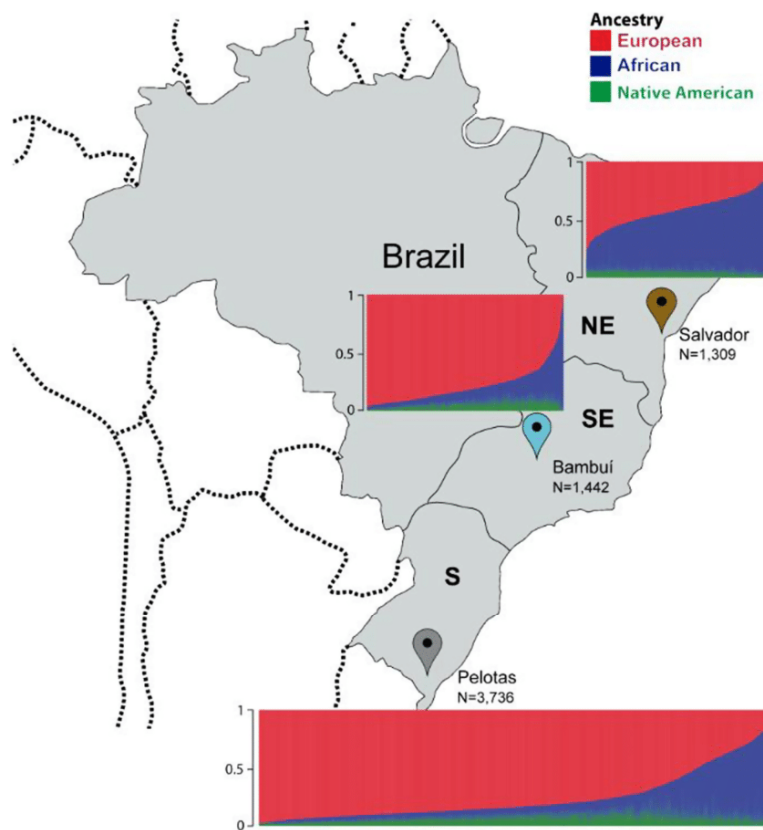 Ancestry
European
African
Native American
1
0.5
0
Brazil
1
0.5
0
NE
Salvador
N=1,309
SE
Bambuí
N=1,442
S
Pelotas
N=3,736
1
0.5
0